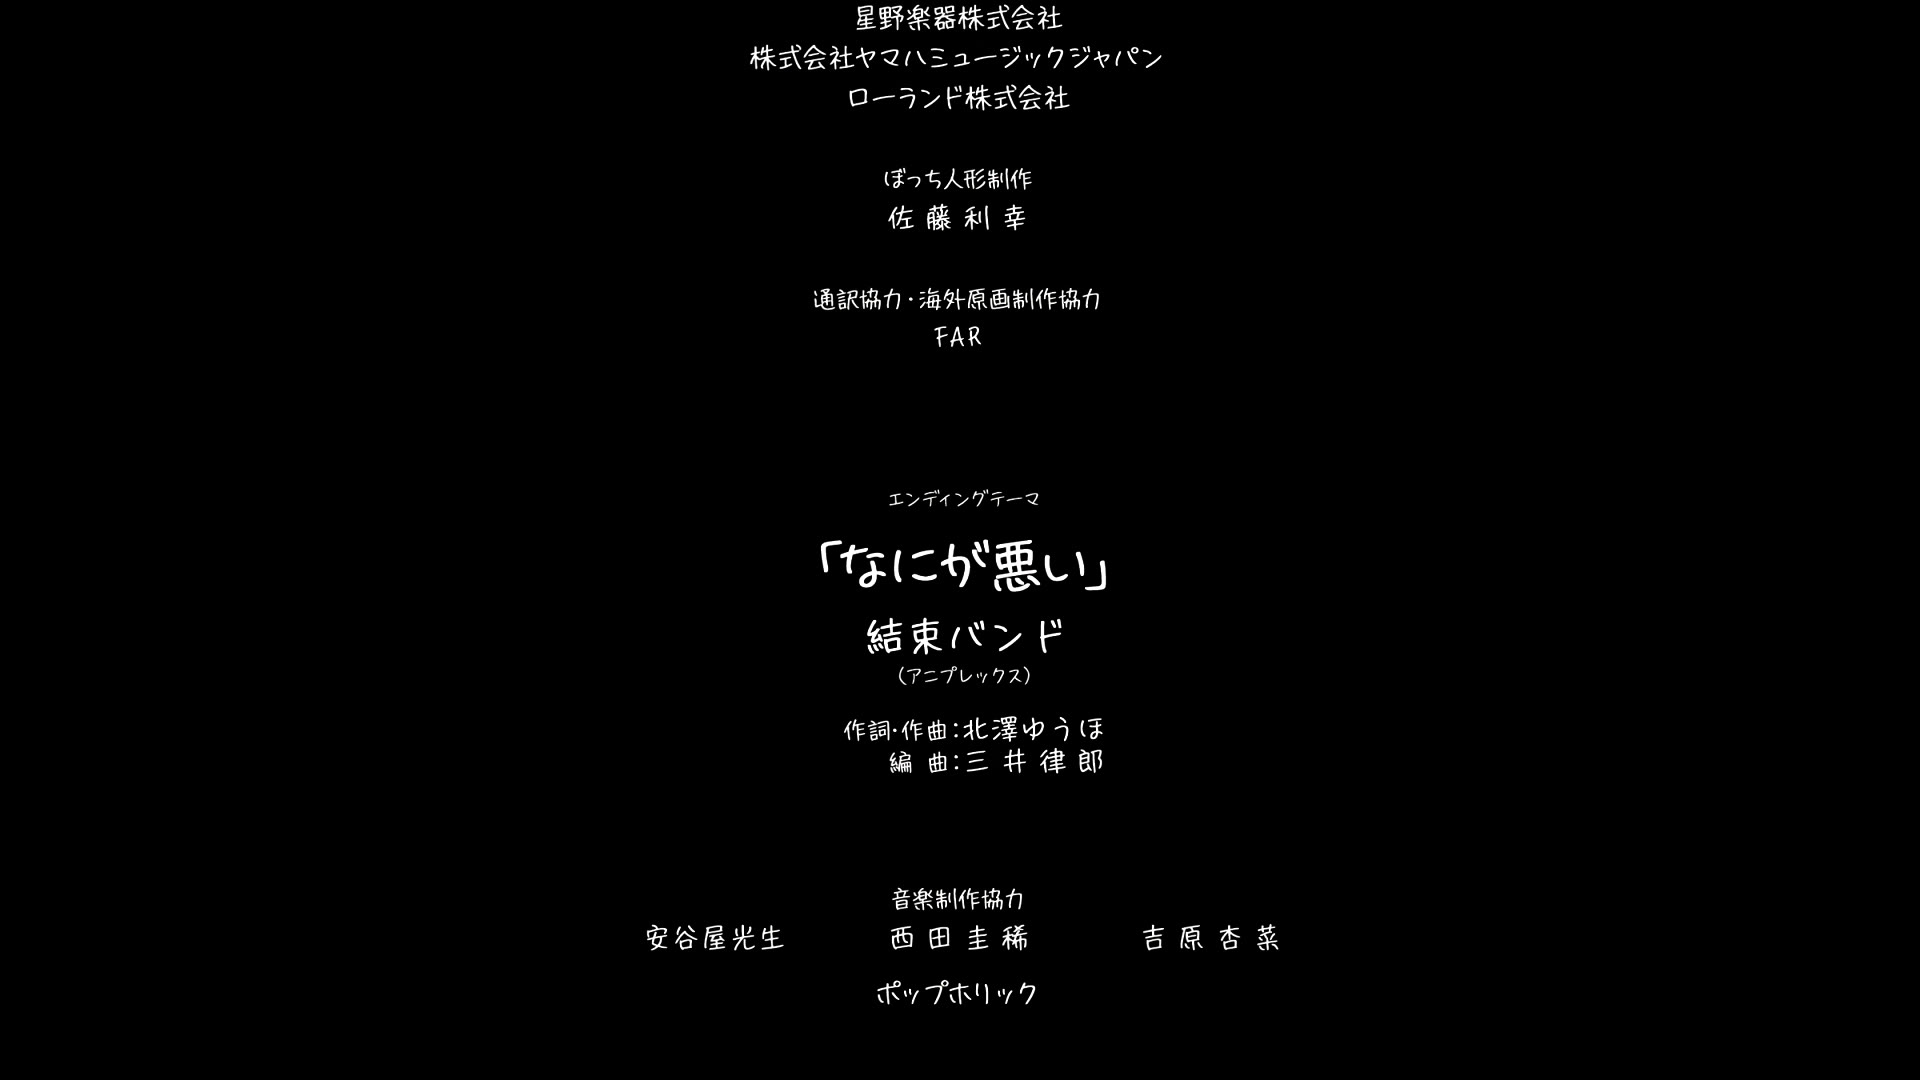 星野楽器株式会社
株式会社ヤマハミュージックジャパン
ローランド株式会社
ぼっち人形制作
佐藤利幸
通訳協力・海外原画制作協力
FAR
エンディングテーマ
「なにが悪い」
結束バンド
(アニプレックス)
作詞・作曲:北澤ゆうほ
編曲:三井律郎
音楽制作協力
安谷屋光生 西田圭稀 吉原杏菜
ポップホリック